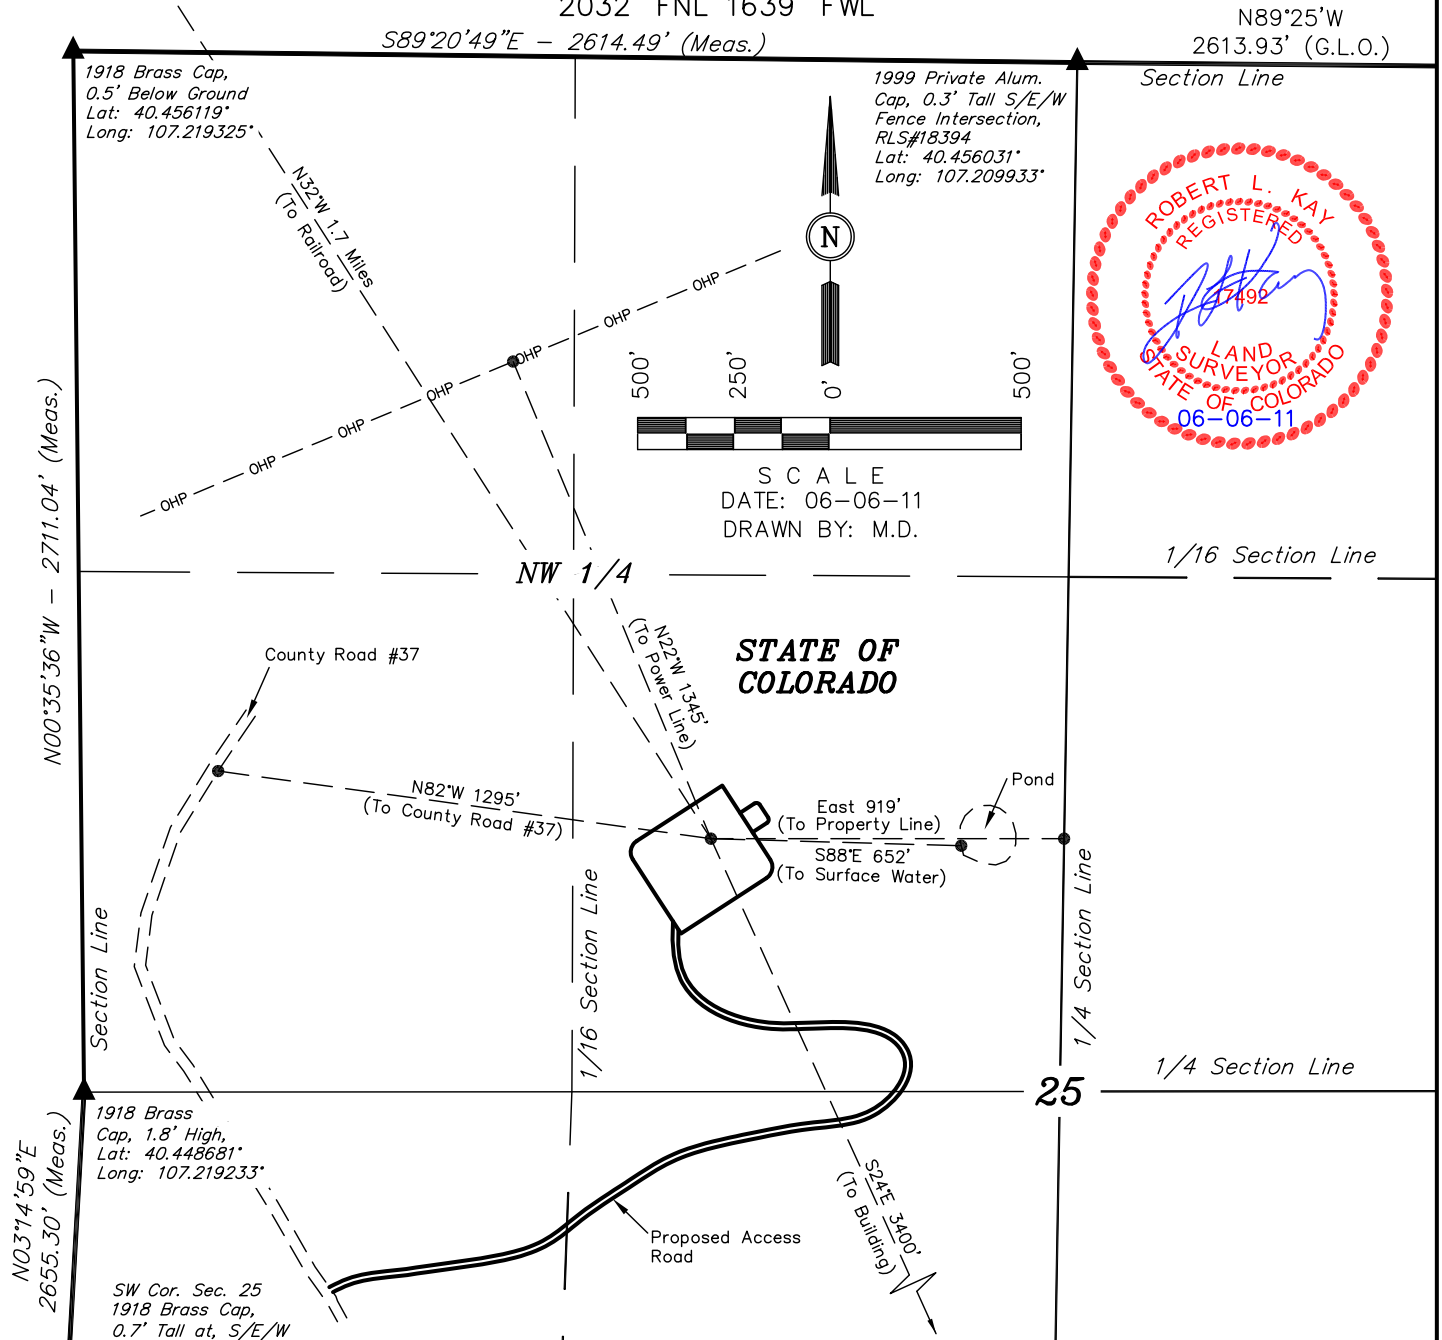 2032' FNL 1639' FWL
S89°20'49"E - 2614.49' (Meas.)
N89°25'W
2613.93' (G.L.O.)
Section Line
1918 Brass Cap,
0.5' Below Ground
Lat: 40.456119°
Long: 107.219325°
1999 Private Alum.
Cap, 0.3' Tall S/E/W
Fence Intersection,
RLS#18394
Lat: 40.456031°
Long: 107.209933°
N32°W 1.7 Miles
(To Railroad)
N
ROBERT L. KAY
REGISTERED
17492
LAND
SURVEYOR
STATE OF COLORADO
06-06-11
OHP
OHP
OHP
OHP
OHP
OHP
OHP
500'
250'
0'
500'
SCALE
DATE: 06-06-11
DRAWN BY: M.D.
N00°35'36"W - 2711.04' (Meas.)
NW 1/4
1/16 Section Line
STATE OF
COLORADO
N22°W 1345'
(To Power Line)
County Road #37
N82°W 1295'
(To County Road #37)
East 919'
(To Property Line)
S88°E 652'
(To Surface Water)
Pond
Section Line
1/16 Section Line
1/4 Section Line
1/4 Section Line
25
1918 Brass
Cap, 1.8' High,
Lat: 40.448681°
Long: 107.219233°
N03°14'59"E
2655.30' (Meas.)
S24°E 3400'
(To Building)
Proposed Access
Road
SW Cor. Sec. 25
1918 Brass Cap,
0.7' Tall at, S/E/W